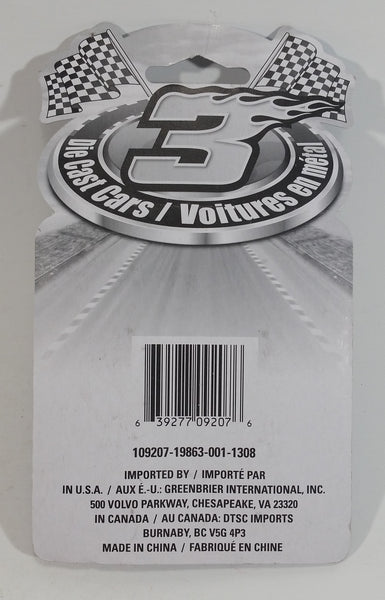 3
Die Cast Cars / Voitures en métal
6 39277 09207 6
109207-19863-001-1308
IMPORTED BY / IMPORTÉ PAR
IN U.S.A. / AUX É.-U.: GREENBRIER INTERNATIONAL, INC.
500 VOLVO PARKWAY, CHESAPEAKE, VA 23320
IN CANADA / AU CANADA: DTSC IMPORTS
BURNABY, BC V5G 4P3
MADE IN CHINA / FABRIQUÉ EN CHINE